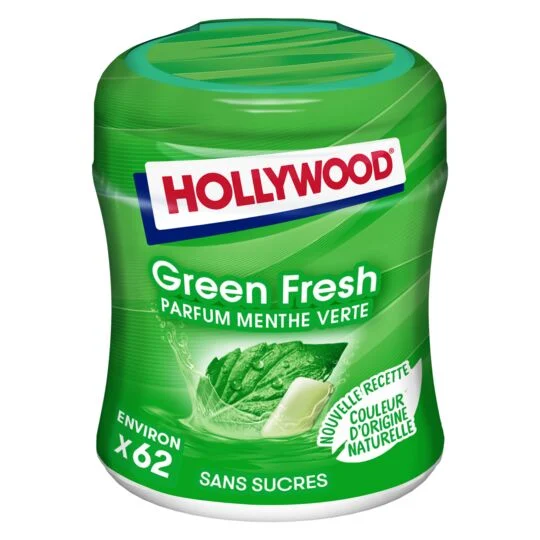 HOLLYWOOD®
Green Fresh
PARFUM MENTHE VERTE
NOUVELLE RECETTE
COULEUR
D'ORIGINE
NATURELLE
ENVIRON
x62
SANS SUCRES